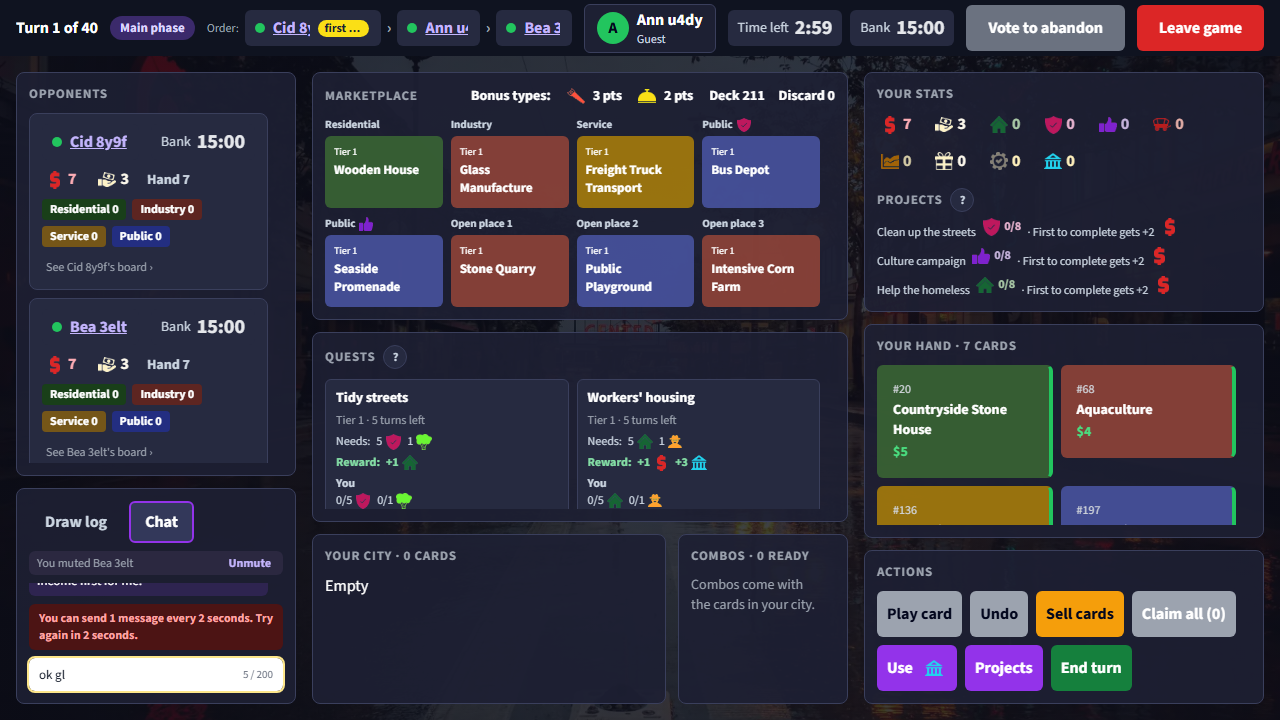 Turn 1 of 40
Main phase
Order:
Cid 8y
first ...
›
Ann u4
›
Bea 3
A
Ann u4dy
Guest
Time left 2:59
Bank 15:00
Vote to abandon
Leave game
OPPONENTS
Cid 8y9f
Bank 15:00
7
3
Hand 7
Residential 0
Industry 0
Service 0
Public 0
See Cid 8y9f's board ›
Bea 3elt
Bank 15:00
7
3
Hand 7
Residential 0
Industry 0
Service 0
Public 0
See Bea 3elt's board ›
Draw log
Chat
You muted Bea 3elt
Unmute
income first for me.
You can send 1 message every 2 seconds. Try
again in 2 seconds.
ok gl
5 / 200
MARKETPLACE
Bonus types:
3 pts
2 pts
Deck 211
Discard 0
Residential
Tier 1
Wooden House
Industry
Tier 1
Glass
Manufacture
Service
Tier 1
Freight Truck
Transport
Public
Tier 1
Bus Depot
Public
Tier 1
Seaside
Promenade
Open place 1
Tier 1
Stone Quarry
Open place 2
Tier 1
Public
Playground
Open place 3
Tier 1
Intensive Corn
Farm
QUESTS
?
Tidy streets
Tier 1 · 5 turns left
Needs: 5 1
Reward: +1
You
0/5 0/1
Workers' housing
Tier 1 · 5 turns left
Needs: 5 1
Reward: +1 +3
You
0/5 0/1
YOUR CITY · 0 CARDS
Empty
COMBOS · 0 READY
Combos come with
the cards in your city.
YOUR STATS
7
3
0
0
0
0
0
0
0
0
PROJECTS
?
Clean up the streets 0/8 · First to complete gets +2
Culture campaign 0/8 · First to complete gets +2
Help the homeless 0/8 · First to complete gets +2
YOUR HAND · 7 CARDS
#20
Countryside Stone
House
$5
#68
Aquaculture
$4
#136
#197
ACTIONS
Play card
Undo
Sell cards
Claim all (0)
Use
Projects
End turn